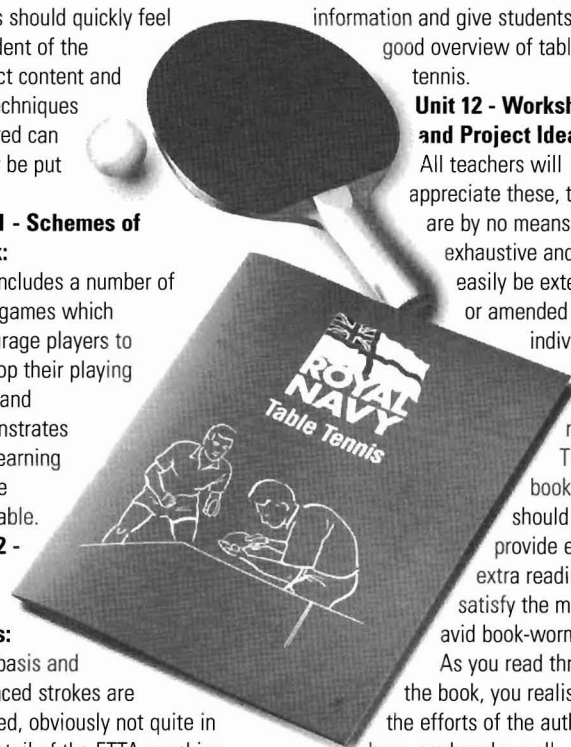 s should quickly feel
dent of the
ct content and
echniques
red can
be put
1 - Schemes of
k:
ncludes a number of
games which
urage players to
op their playing
and
nstrates
earning
e
able.
2 -
s:
basis and
ced strokes are
ed, obviously not quite in
ROYAL
NAVY
Table Tennis
information and give students
good overview of tabl
tennis.
Unit 12 - Worksh
and Project Idea
All teachers will
appreciate these, t
are by no means
exhaustive and
easily be exte
or amended
indiv
T
book
should
provide e
extra readi
satisfy the m
avid book-worm
As you read thr
the book, you realis
the efforts of the auth